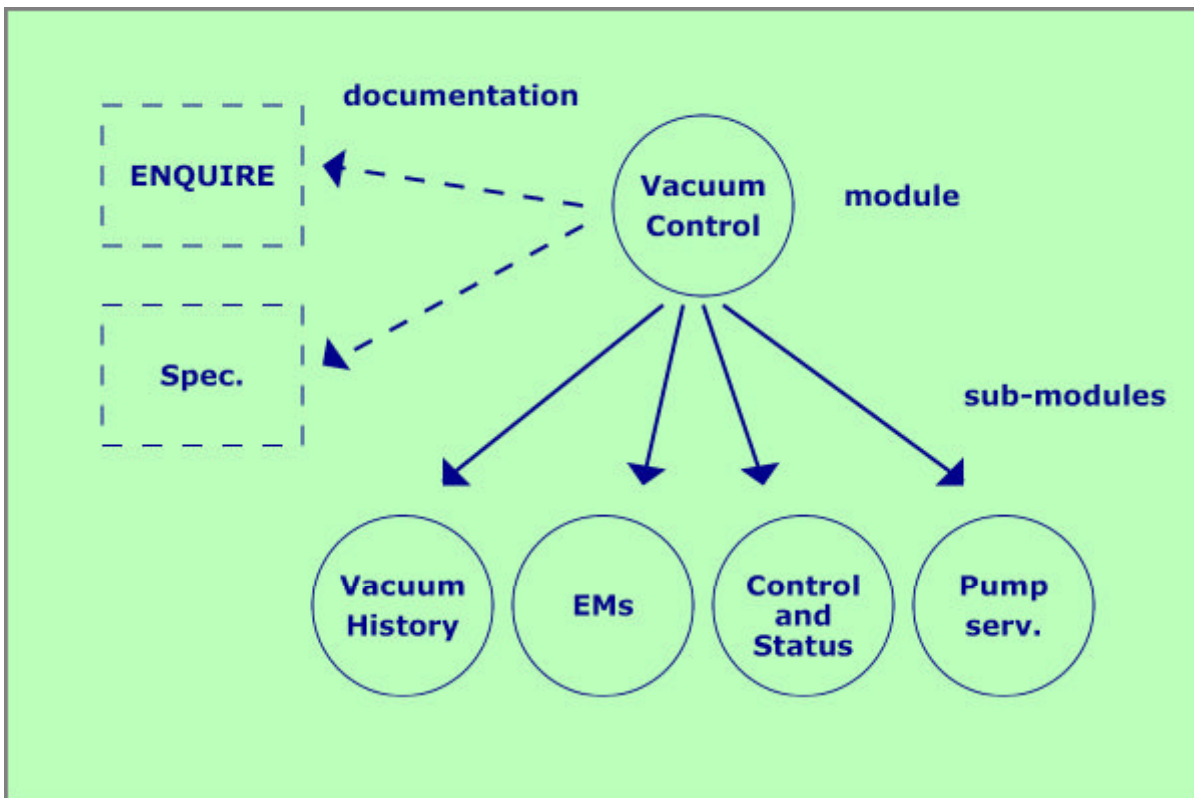 documentation
ENQUIRE
Vacuum
Control
module
Spec.
sub-modules
Vacuum
History
EMs
Control
and
Status
Pump
serv.